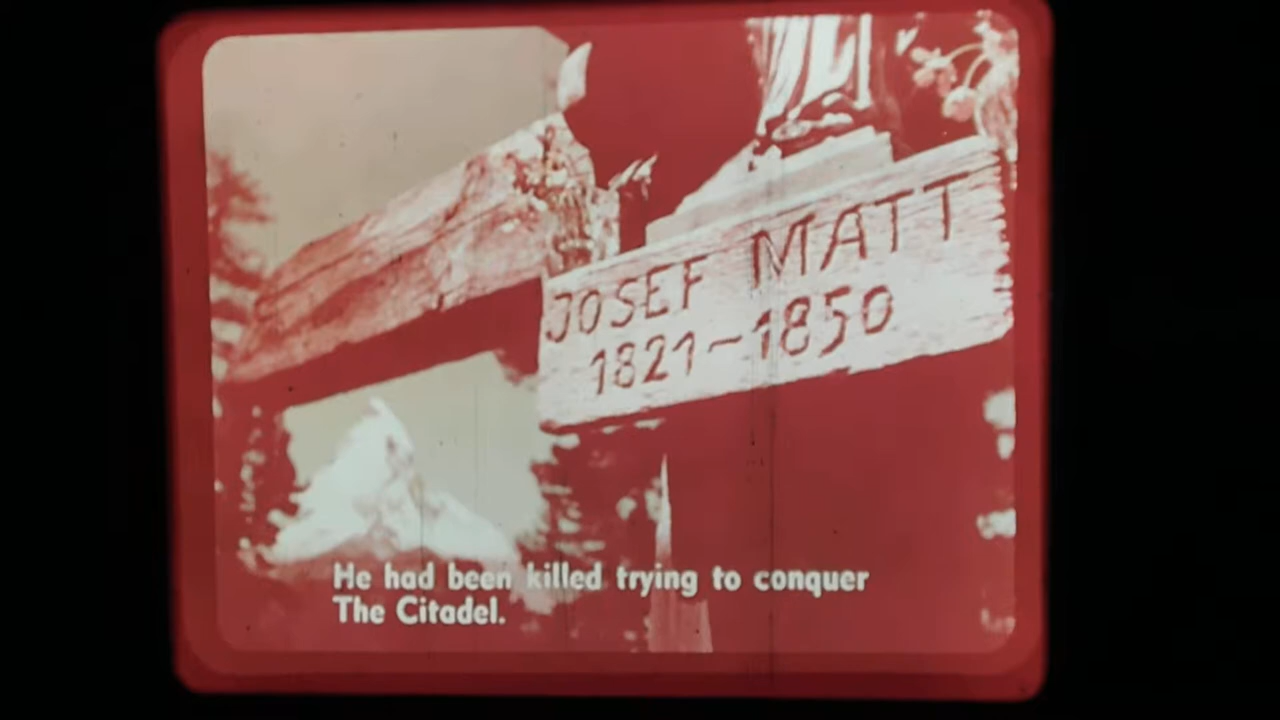 JOSEF MATT
1821~1850
He had been killed trying to conquer
The Citadel.